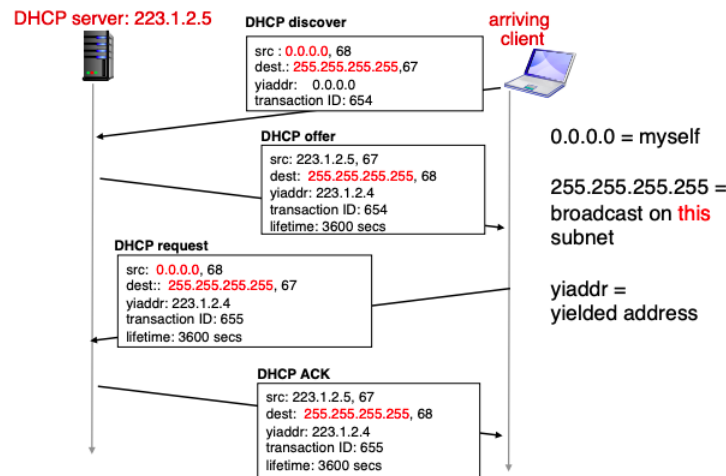 DHCP server: 223.1.2.5
DHCP discover
src : 0.0.0.0, 68
dest.: 255.255.255.255,67
yiaddr: 0.0.0.0
transaction ID: 654
arriving
client
DHCP offer
src: 223.1.2.5, 67
dest: 255.255.255.255, 68
yiaddr: 223.1.2.4
transaction ID: 654
lifetime: 3600 secs
0.0.0.0 = myself
255.255.255.255 =
broadcast on this
subnet
yiaddr =
yielded address
DHCP request
src: 0.0.0.0, 68
dest:: 255.255.255.255, 67
yiaddr: 223.1.2.4
transaction ID: 655
lifetime: 3600 secs
DHCP ACK
src: 223.1.2.5, 67
dest: 255.255.255.255, 68
yiaddr: 223.1.2.4
transaction ID: 655
lifetime: 3600 secs